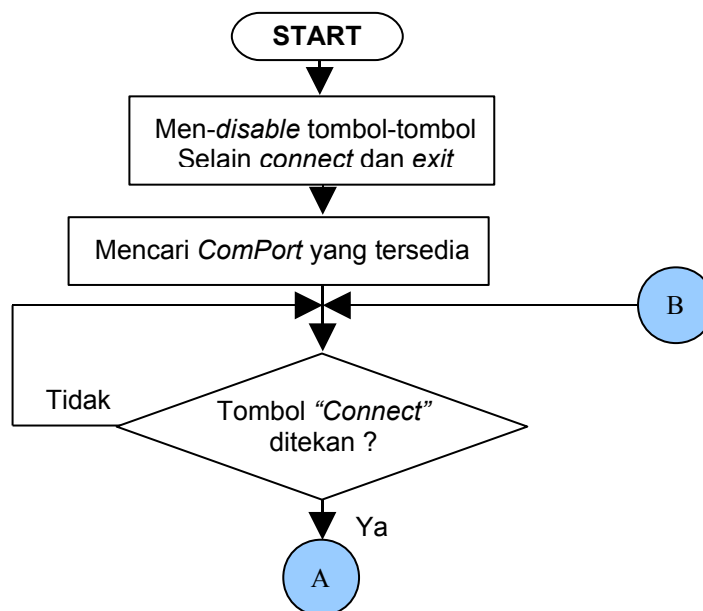 START
Men-disable tombol-tombol
Selain connect dan exit
Mencari ComPort yang tersedia
B
Tidak
Tombol “Connect”
ditekan ?
Ya
A